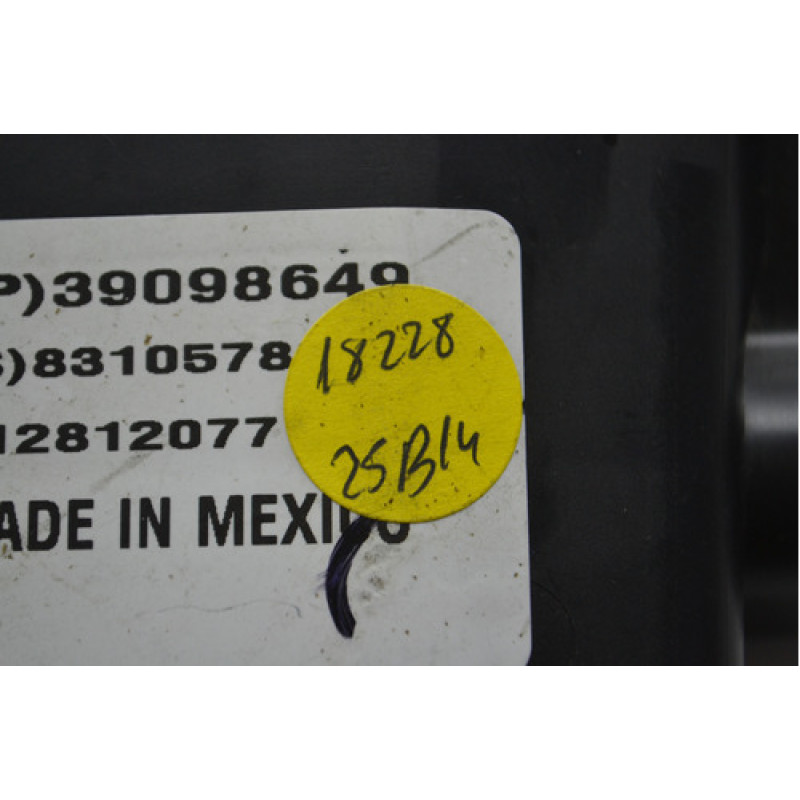 P)39098649
S)8310578
12812077
ADE IN MEXICO
18228
25B14